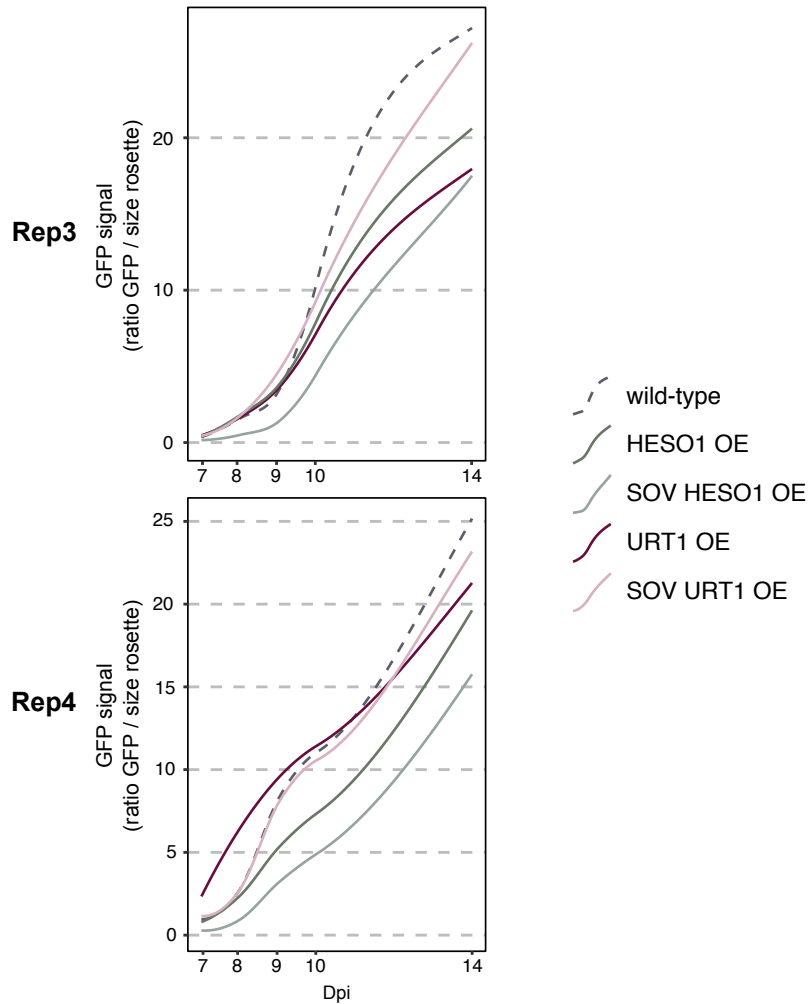 Rep3
GFP signal
(ratio GFP / size rosette)
20
10
0
7 8 9 10 14
wild-type
HESO1 OE
SOV HESO1 OE
URT1 OE
SOV URT1 OE
Rep4
GFP signal
(ratio GFP / size rosette)
25
20
15
10
5
0
7 8 9 10 14
Dpi